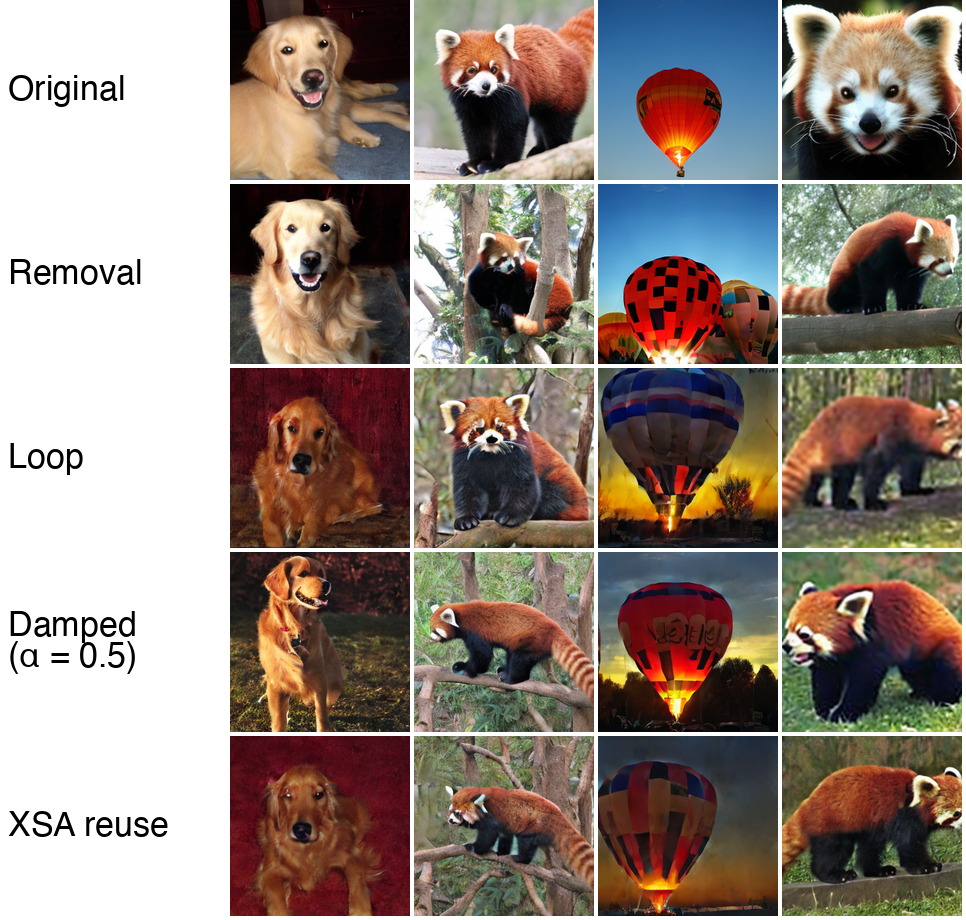 Original
Removal
Loop
Damped
(α = 0.5)
XSA reuse